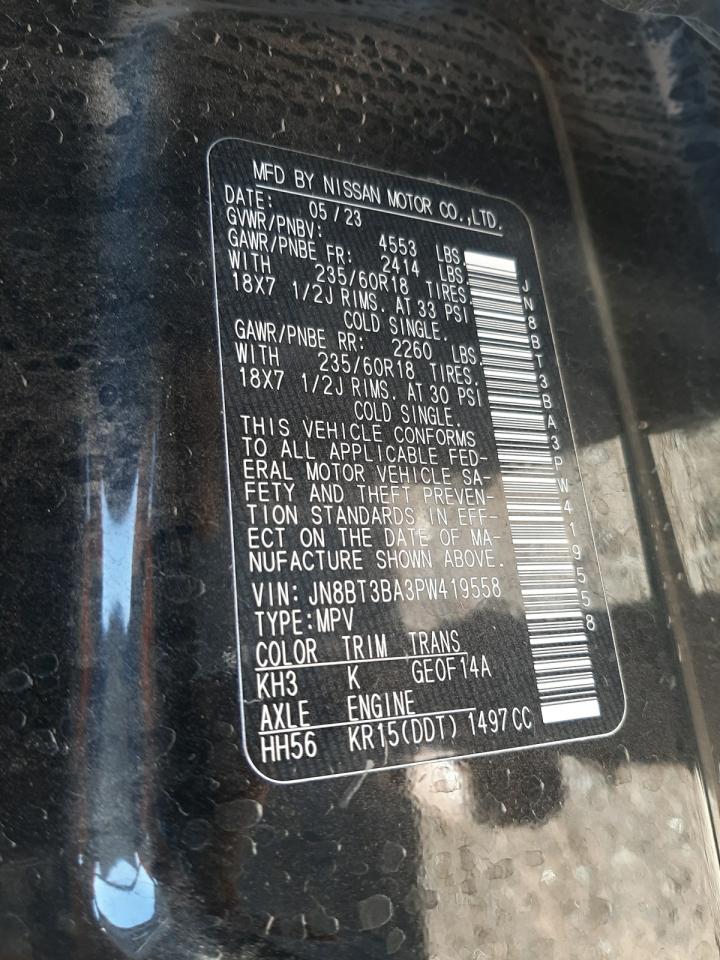 MFD BY NISSAN MOTOR CO.,LTD.
DATE: 05/23
GVWR/PNBV: 4553 LBS.
GAWR/PNBE FR: 2414 LBS.
WITH 235/60R18 TIRES.
18X7 1/2J RIMS. AT 33 PSI
COLD SINGLE.
GAWR/PNBE RR: 2260 LBS.
WITH 235/60R18 TIRES.
18X7 1/2J RIMS. AT 30 PSI
COLD SINGLE.
THIS VEHICLE CONFORMS
TO ALL APPLICABLE FED-
ERAL MOTOR VEHICLE SA-
FETY AND THEFT PREVEN-
TION STANDARDS IN EFF-
ECT ON THE DATE OF MA-
NUFACTURE SHOWN ABOVE.
VIN: JN8BT3BA3PW419558
TYPE:MPV
COLOR TRIM TRANS
KH3 K GE0F14A
AXLE ENGINE
HH56 KR15(DDT) 1497CC
JN8BT3BA3PW419558